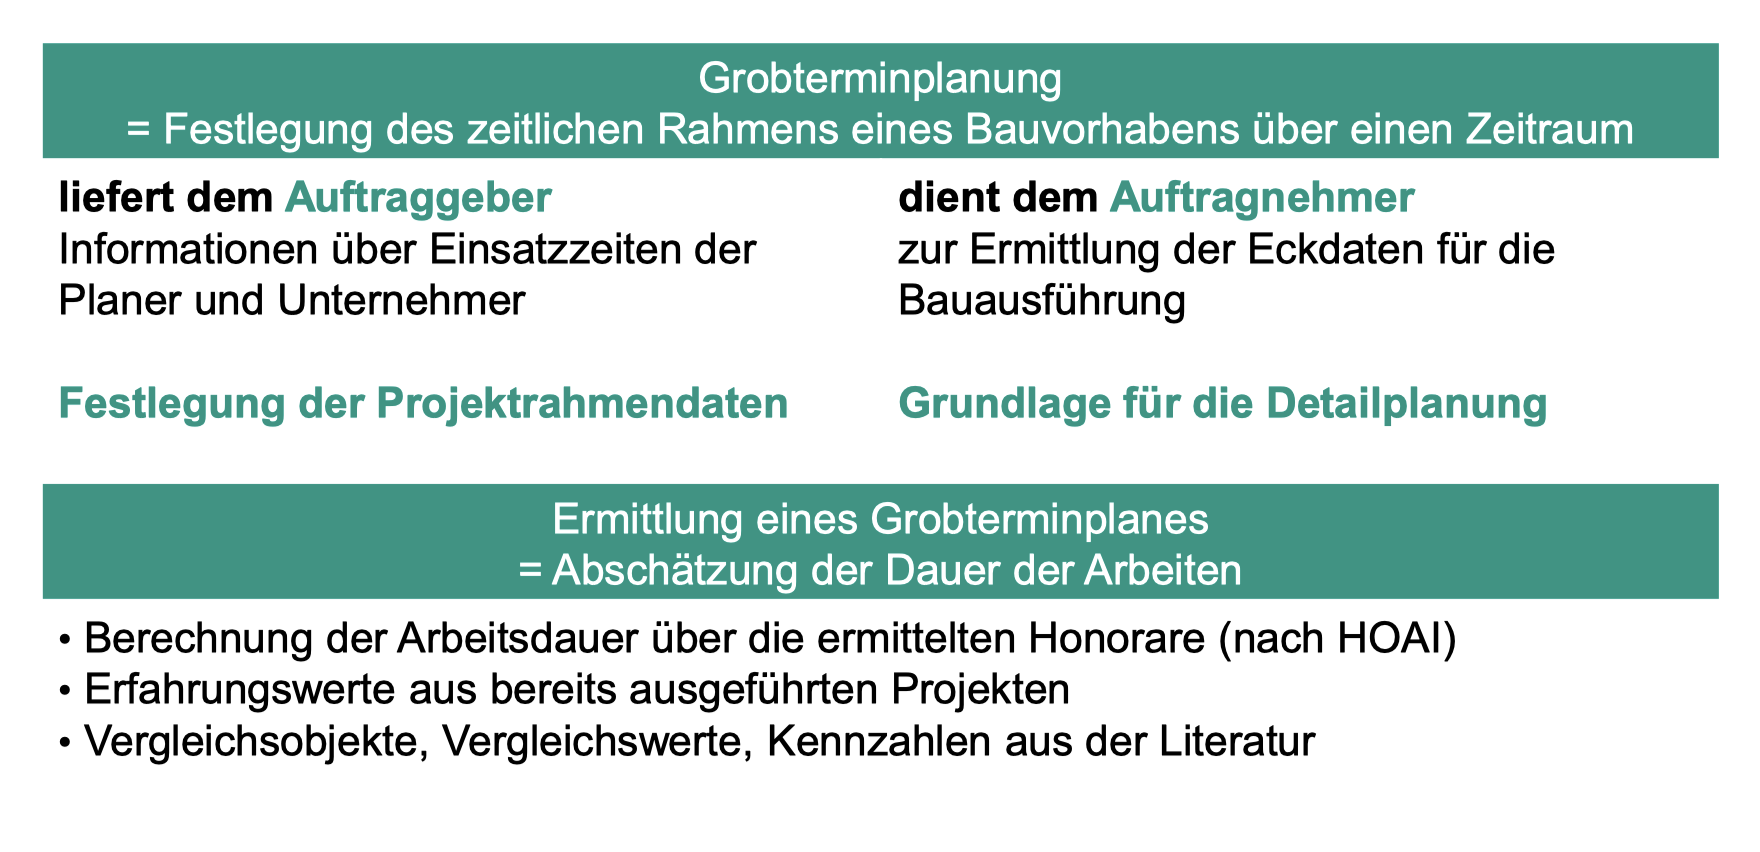 Grobterminplanung
= Festlegung des zeitlichen Rahmens eines Bauvorhabens über einen Zeitraum
liefert dem Auftraggeber
Informationen über Einsatzzeiten der
Planer und Unternehmer
Festlegung der Projektrahmendaten
dient dem Auftragnehmer
zur Ermittlung der Eckdaten für die
Bauausführung
Grundlage für die Detailplanung
Ermittlung eines Grobterminplanes
= Abschätzung der Dauer der Arbeiten
• Berechnung der Arbeitsdauer über die ermittelten Honorare (nach HOAI)
• Erfahrungswerte aus bereits ausgeführten Projekten
• Vergleichsobjekte, Vergleichswerte, Kennzahlen aus der Literatur